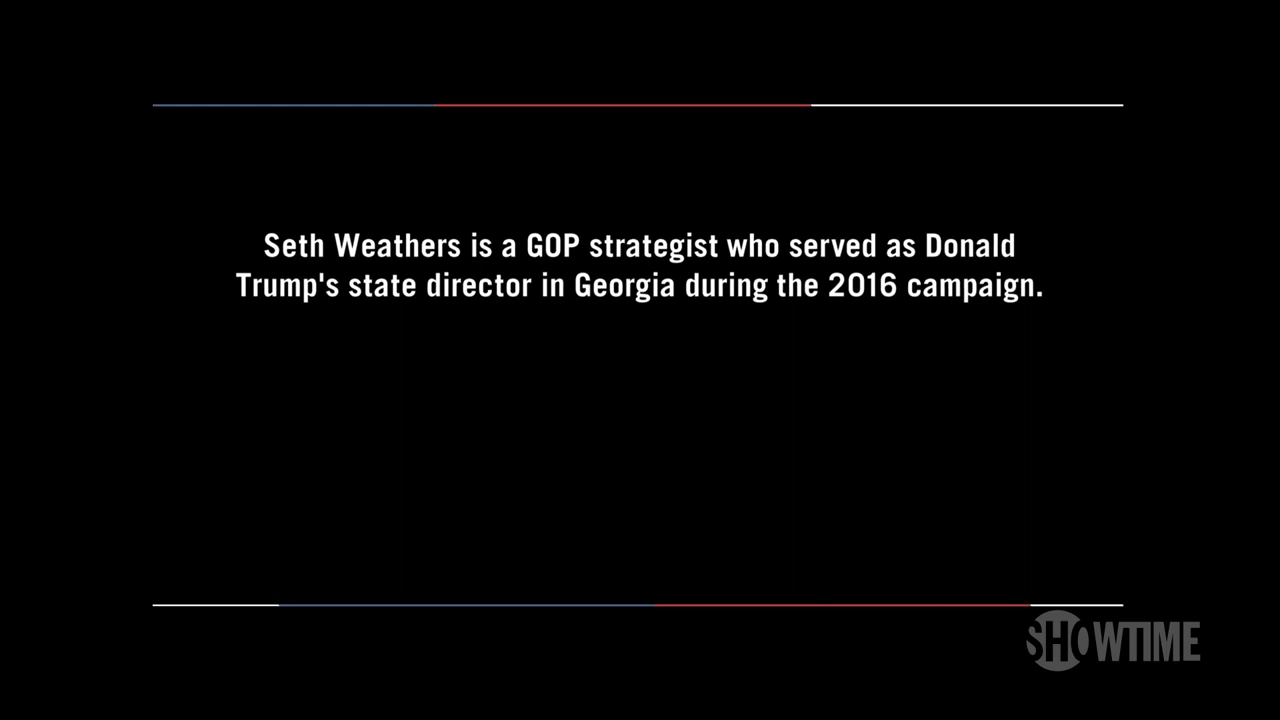 Seth Weathers is a GOP strategist who served as Donald
Trump's state director in Georgia during the 2016 campaign.
SHOWTIME